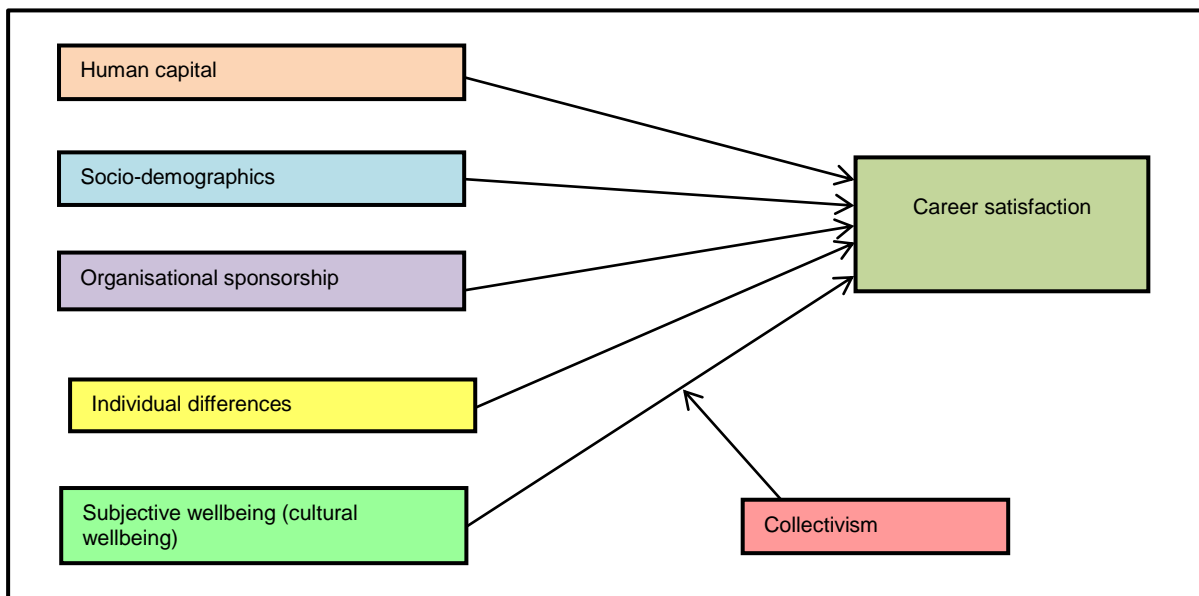 Human capital
Socio-demographics
Career satisfaction
Organisational sponsorship
Individual differences
Subjective wellbeing (cultural
wellbeing)
Collectivism